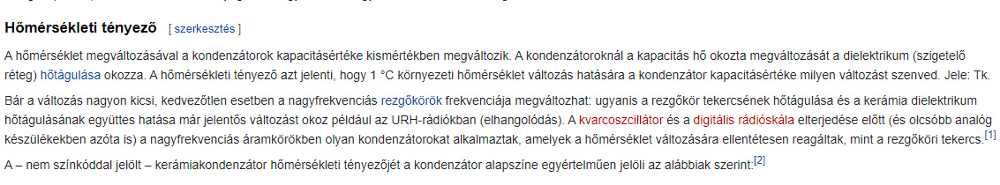 Hőmérsékleti tényező [ szerkesztés ]
A hőmérséklet megváltozásával a kondenzátorok kapacitásértéke kismértékben megváltozik. A kondenzátoroknál a kapacitás hő okozta megváltozását a dielektrikum (szigetelő
réteg) hőtágulása okozza. A hőmérsékleti tényező azt jelenti, hogy 1 °C környezeti hőmérséklet változás hatására a kondenzátor kapacitásértéke milyen változást szenved. Jele: Tk.
Bár a változás nagyon kicsi, kedvezőtlen esetben a nagyfrekvenciás rezgőkörök frekvenciája megváltozhat: ugyanis a rezgőkör tekercsének hőtágulása és a kerámia dielektrikum
hőtágulásának együttes hatása már jelentős változást okoz például az URH-rádiókban (elhangolódás). A kvarcoszcillátor és a digitális rádióskála elterjedése előtt (és olcsóbb analóg
készülékekben azóta is) a nagyfrekvenciás áramkörökben olyan kondenzátorokat alkalmaztak, amelyek a hőmérséklet változására ellentétesen reagáltak, mint a rezgőköri tekercs.[1]
A – nem színkóddal jelölt – kerámiakondenzátor hőmérsékleti tényezőjét a kondenzátor alapszíne egyértelműen jelöli az alábbiak szerint:[2]